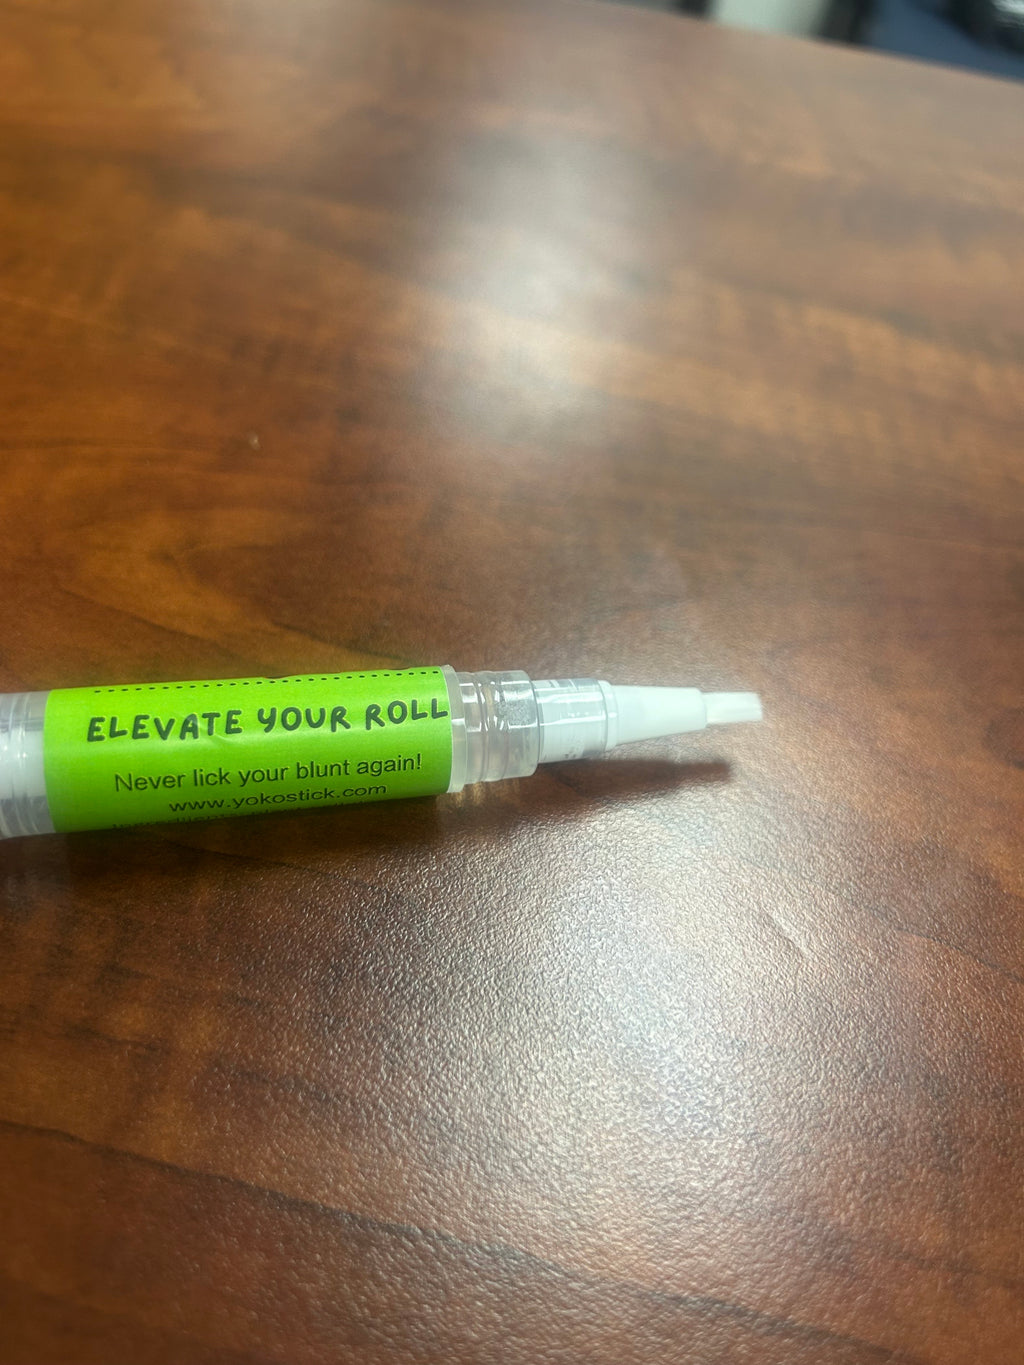 ELEVATE YOUR ROLL
Never lick your blunt again!
www.yokostick.com